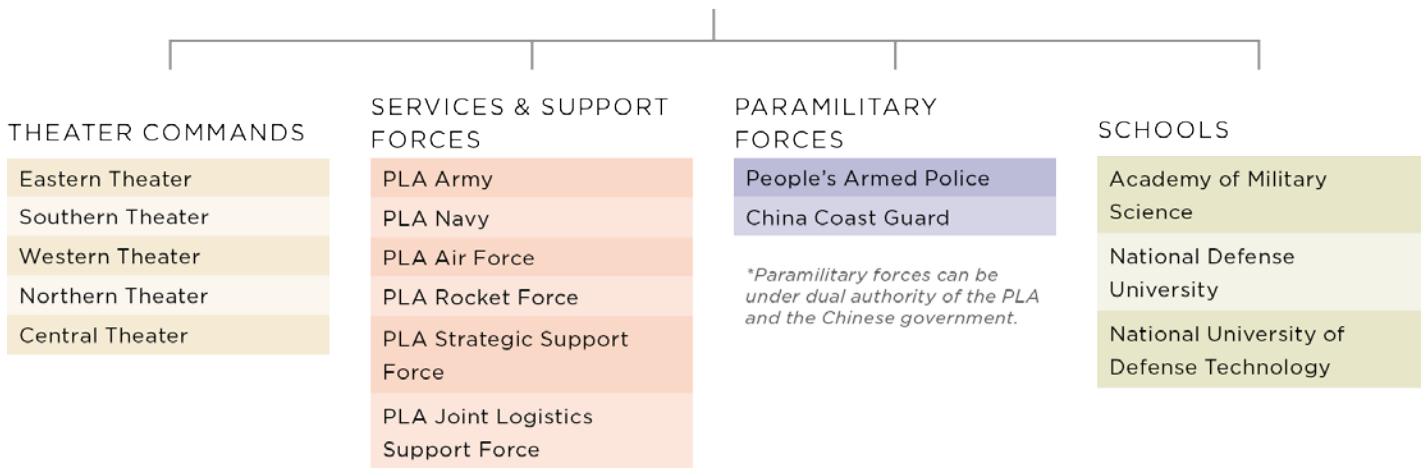 THEATER COMMANDS
Eastern Theater
Southern Theater
Western Theater
Northern Theater
Central Theater
SERVICES & SUPPORT
FORCES
PLA Army
PLA Navy
PLA Air Force
PLA Rocket Force
PLA Strategic Support
Force
PLA Joint Logistics
Support Force
PARAMILITARY
FORCES
People's Armed Police
China Coast Guard
*Paramilitary forces can be
under dual authority of the PLA
and the Chinese government.
SCHOOLS
Academy of Military
Science
National Defense
University
National University of
Defense Technology